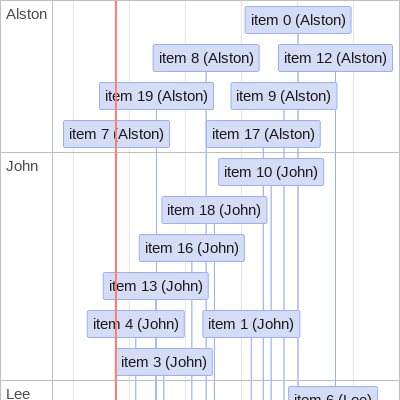 Alston
item 0 (Alston)
item 8 (Alston)
item 12 (Alston)
item 19 (Alston)
item 9 (Alston)
item 7 (Alston)
item 17 (Alston)
John
item 10 (John)
item 18 (John)
item 16 (John)
item 13 (John)
item 4 (John)
item 1 (John)
item 3 (John)
Lee
item 6 (Lee)